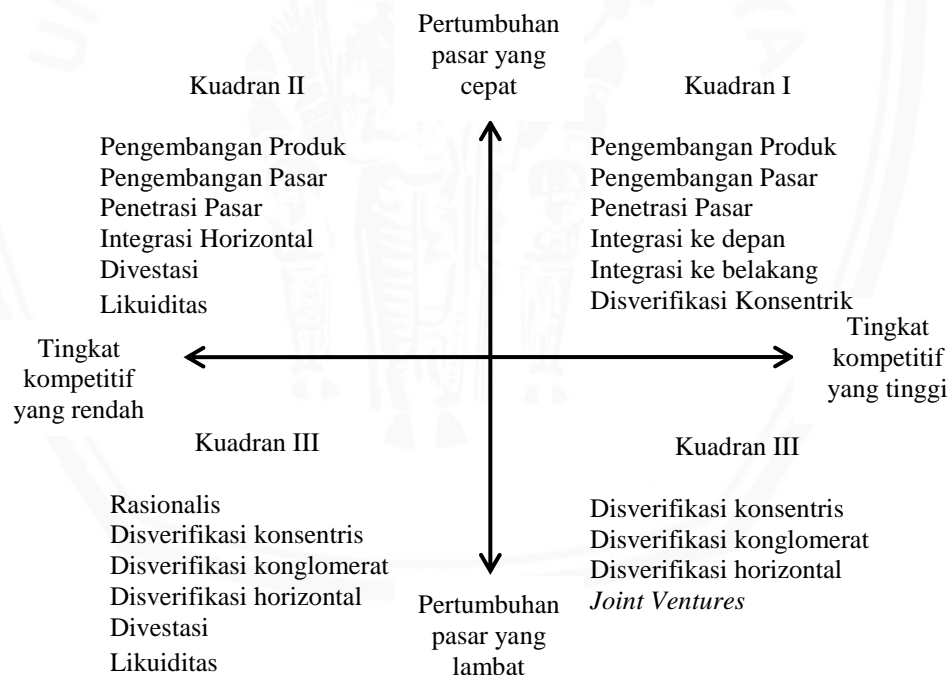 Pertumbuhan
pasar yang
cepat
Kuadran II
Pengembangan Produk
Pengembangan Pasar
Penetrasi Pasar
Integrasi Horizontal
Divestasi
Likuiditas
Kuadran I
Pengembangan Produk
Pengembangan Pasar
Penetrasi Pasar
Integrasi ke depan
Integrasi ke belakang
Disverifikasi Konsentrik
Tingkat
kompetitif
yang rendah
Tingkat
kompetitif
yang tinggi
Kuadran III
Rasionalis
Disverifikasi konsentris
Disverifikasi konglomerat
Disverifikasi horizontal
Divestasi
Likuiditas
Kuadran III
Disverifikasi konsentris
Disverifikasi konglomerat
Disverifikasi horizontal
Joint Ventures
Pertumbuhan
pasar yang
lambat